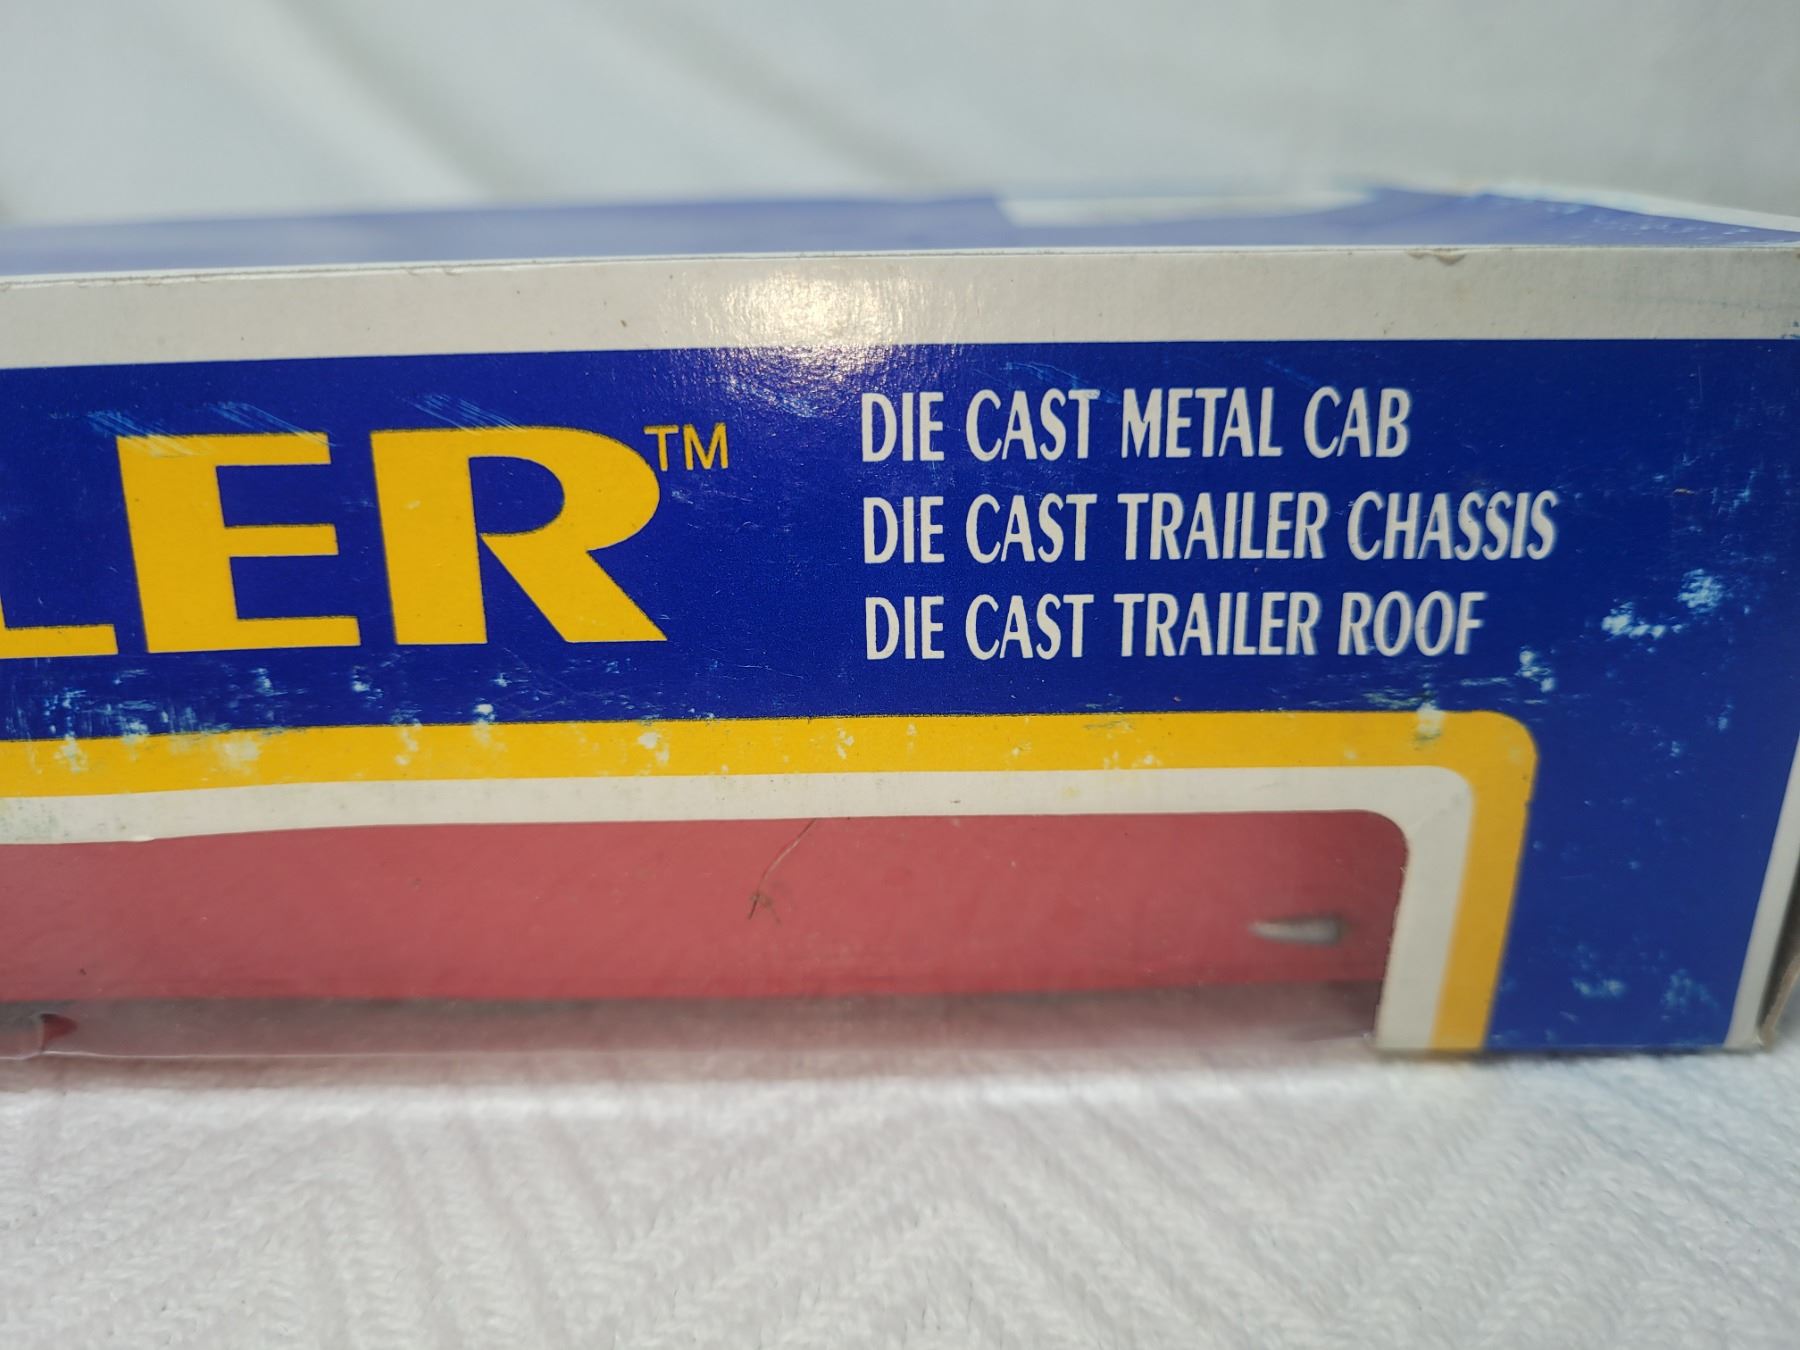 LER™
DIE CAST METAL CAB
DIE CAST TRAILER CHASSIS
DIE CAST TRAILER ROOF